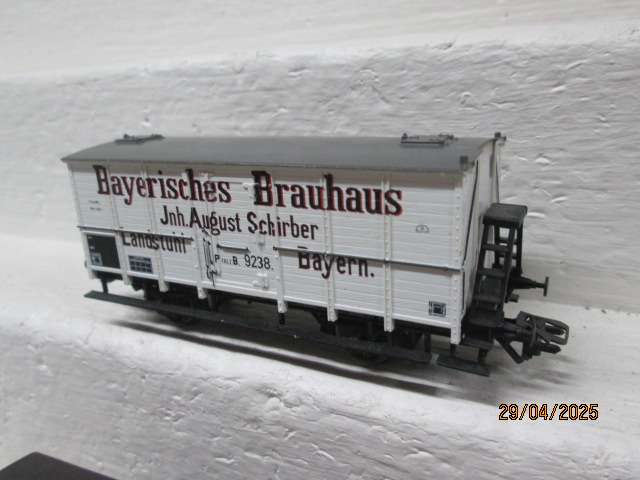 Bayerisches Brauhaus
Jnh. August Schirber
Landstuhl Bayern.
P B 9238.
29/04/2025